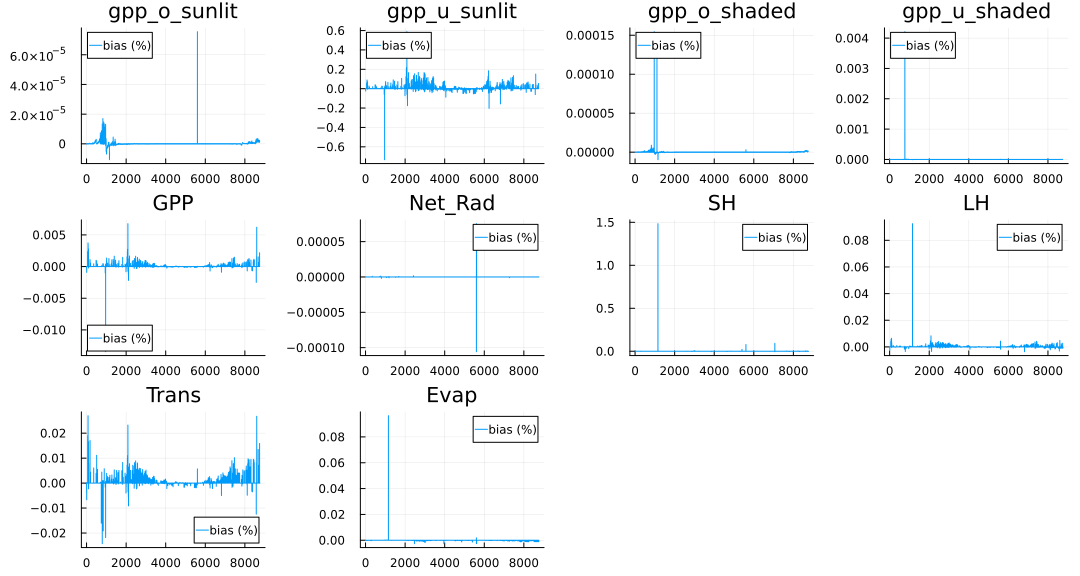 gpp_o_sunlit gpp_u_sunlit gpp_o_shaded gpp_u_shaded
bias (%) bias (%) bias (%) bias (%)
6.0×10⁻⁵
4.0×10⁻⁵
2.0×10⁻⁵
0
0 2000 4000 6000 8000
0.6
0.4
0.2
0.0
−0.2
−0.4
−0.6
0 2000 4000 6000 8000
0.00015
0.00010
0.00005
0.00000
0 2000 4000 6000 8000
0.004
0.003
0.002
0.001
0.000
0 2000 4000 6000 8000
GPP Net_Rad SH LH
bias (%) bias (%) bias (%) bias (%)
0.005
0.000
−0.005
−0.010
0 2000 4000 6000 8000
0.00005
0.00000
−0.00005
−0.00010
0 2000 4000 6000 8000
1.5
1.0
0.5
0.0
0 2000 4000 6000 8000
0.08
0.06
0.04
0.02
0.00
0 2000 4000 6000 8000
Trans Evap
bias (%) bias (%)
0.02
0.01
0.00
−0.01
−0.02
0 2000 4000 6000 8000
0.08
0.06
0.04
0.02
0.00
0 2000 4000 6000 8000